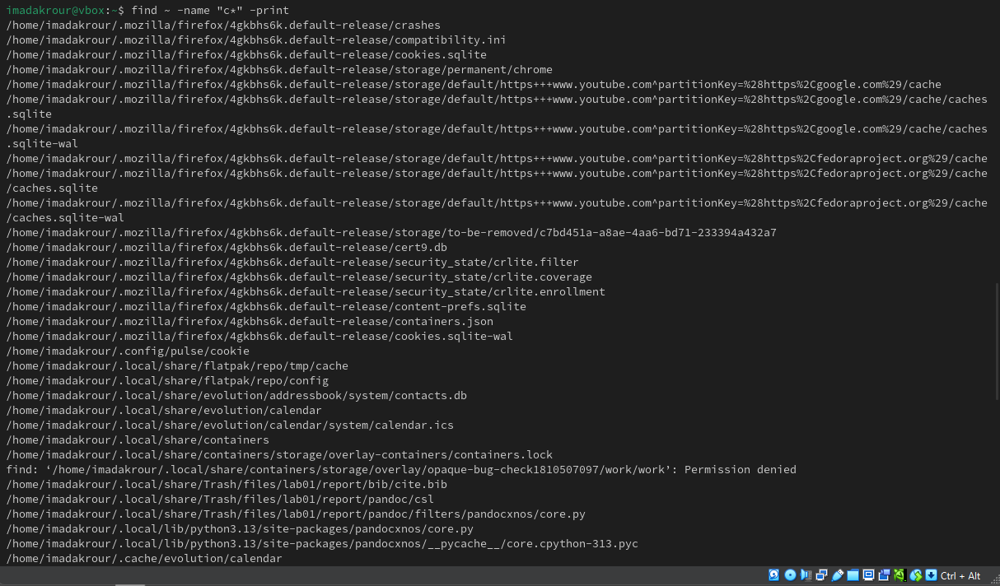 imadakrour@vbox:~$ find ~ -name "c*" -print
/home/imadakrour/.mozilla/firefox/4gkbhs6k.default-release/crashes
/home/imadakrour/.mozilla/firefox/4gkbhs6k.default-release/compatibility.ini
/home/imadakrour/.mozilla/firefox/4gkbhs6k.default-release/cookies.sqlite
/home/imadakrour/.mozilla/firefox/4gkbhs6k.default-release/storage/permanent/chrome
/home/imadakrour/.mozilla/firefox/4gkbhs6k.default-release/storage/default/https+++www.youtube.com^partitionKey=%28https%2Cgoogle.com%29/cache
/home/imadakrour/.mozilla/firefox/4gkbhs6k.default-release/storage/default/https+++www.youtube.com^partitionKey=%28https%2Cgoogle.com%29/cache/caches
.sqlite
/home/imadakrour/.mozilla/firefox/4gkbhs6k.default-release/storage/default/https+++www.youtube.com^partitionKey=%28https%2Cgoogle.com%29/cache/caches
.sqlite-wal
/home/imadakrour/.mozilla/firefox/4gkbhs6k.default-release/storage/default/https+++www.youtube.com^partitionKey=%28https%2Cfedoraproject.org%29/cache
/home/imadakrour/.mozilla/firefox/4gkbhs6k.default-release/storage/default/https+++www.youtube.com^partitionKey=%28https%2Cfedoraproject.org%29/cache
/caches.sqlite
/home/imadakrour/.mozilla/firefox/4gkbhs6k.default-release/storage/default/https+++www.youtube.com^partitionKey=%28https%2Cfedoraproject.org%29/cache
/caches.sqlite-wal
/home/imadakrour/.mozilla/firefox/4gkbhs6k.default-release/storage/to-be-removed/c7bd451a-a8ae-4aa6-bd71-233394a432a7
/home/imadakrour/.mozilla/firefox/4gkbhs6k.default-release/cert9.db
/home/imadakrour/.mozilla/firefox/4gkbhs6k.default-release/security_state/crlite.filter
/home/imadakrour/.mozilla/firefox/4gkbhs6k.default-release/security_state/crlite.coverage
/home/imadakrour/.mozilla/firefox/4gkbhs6k.default-release/security_state/crlite.enrollment
/home/imadakrour/.mozilla/firefox/4gkbhs6k.default-release/content-prefs.sqlite
/home/imadakrour/.mozilla/firefox/4gkbhs6k.default-release/containers.json
/home/imadakrour/.mozilla/firefox/4gkbhs6k.default-release/cookies.sqlite-wal
/home/imadakrour/.config/pulse/cookie
/home/imadakrour/.local/share/flatpak/repo/tmp/cache
/home/imadakrour/.local/share/flatpak/repo/config
/home/imadakrour/.local/share/evolution/addressbook/system/contacts.db
/home/imadakrour/.local/share/evolution/calendar
/home/imadakrour/.local/share/evolution/calendar/system/calendar.ics
/home/imadakrour/.local/share/containers
/home/imadakrour/.local/share/containers/storage/overlay-containers/containers.lock
find: ‘/home/imadakrour/.local/share/containers/storage/overlay/opaque-bug-check1810507097/work/work’: Permission denied
/home/imadakrour/.local/share/Trash/files/lab01/report/bib/cite.bib
/home/imadakrour/.local/share/Trash/files/lab01/report/pandoc/csl
/home/imadakrour/.local/share/Trash/files/lab01/report/pandoc/filters/pandocxnos/core.py
/home/imadakrour/.local/lib/python3.13/site-packages/pandocxnos/core.py
/home/imadakrour/.local/lib/python3.13/site-packages/pandocxnos/__pycache__/core.cpython-313.pyc
/home/imadakrour/.cache/evolution/calendar
Ctrl + Alt